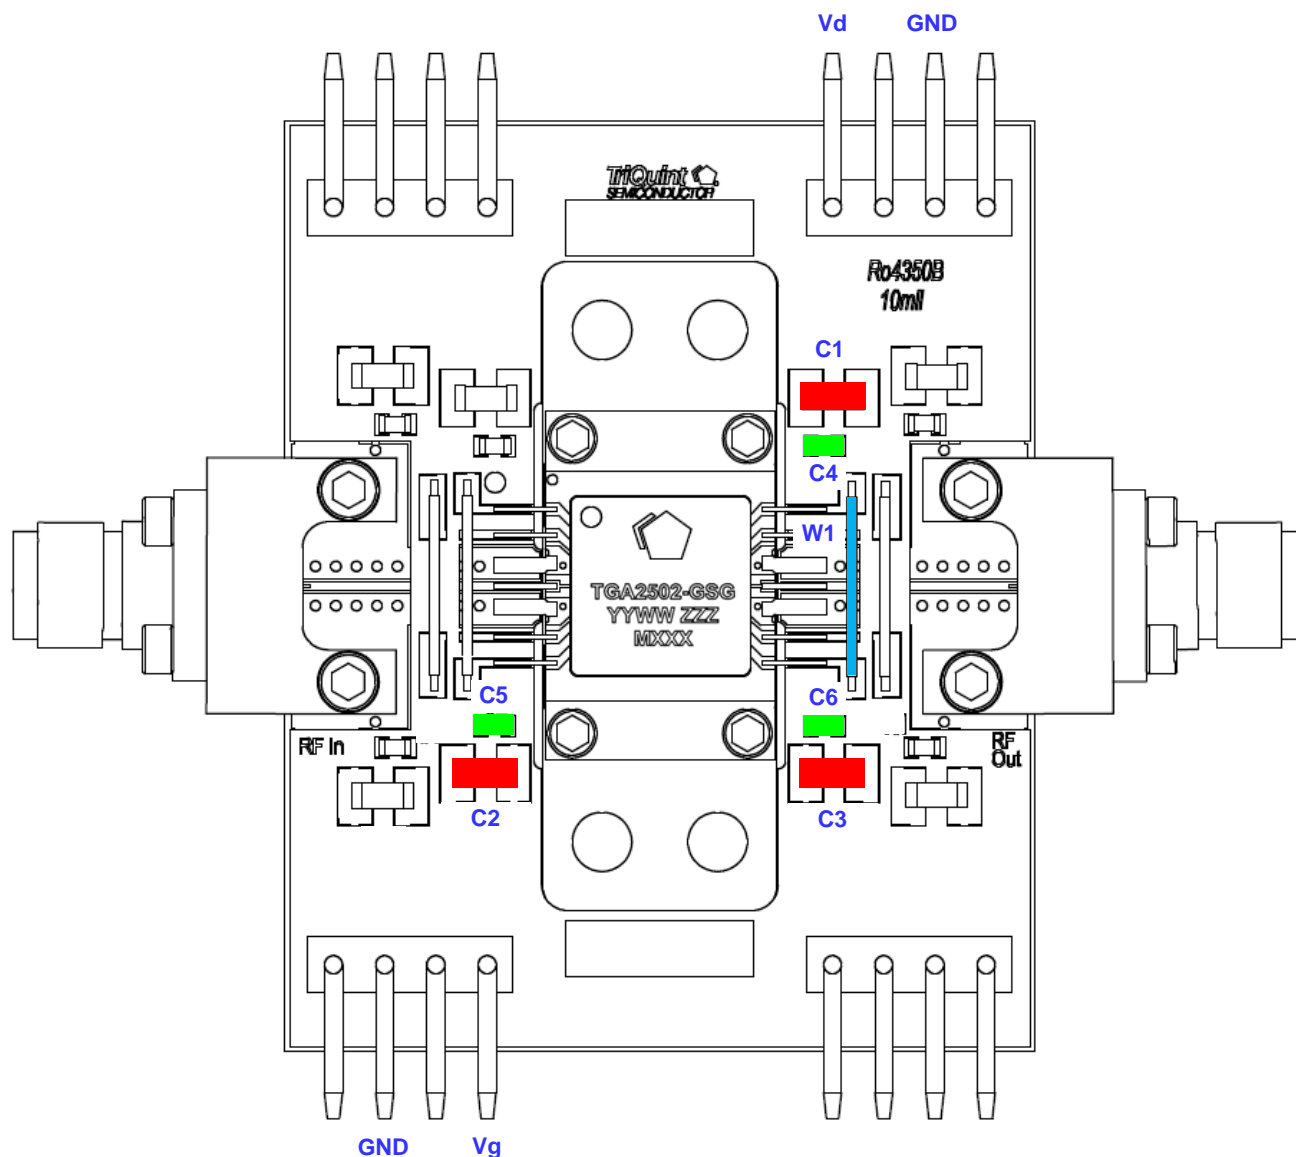 Vd GND
TriQuint
SEMICONDUCTOR
Ro4350B
10mil
C1
C4
W1
TGA2502-GSG
YYWW ZZZ
MXXX
C5 C6
RF In
RF
Out
C2 C3
GND Vg